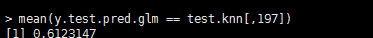 > mean(y.test.pred.glm == test.knn[,197])
[1] 0.6123147